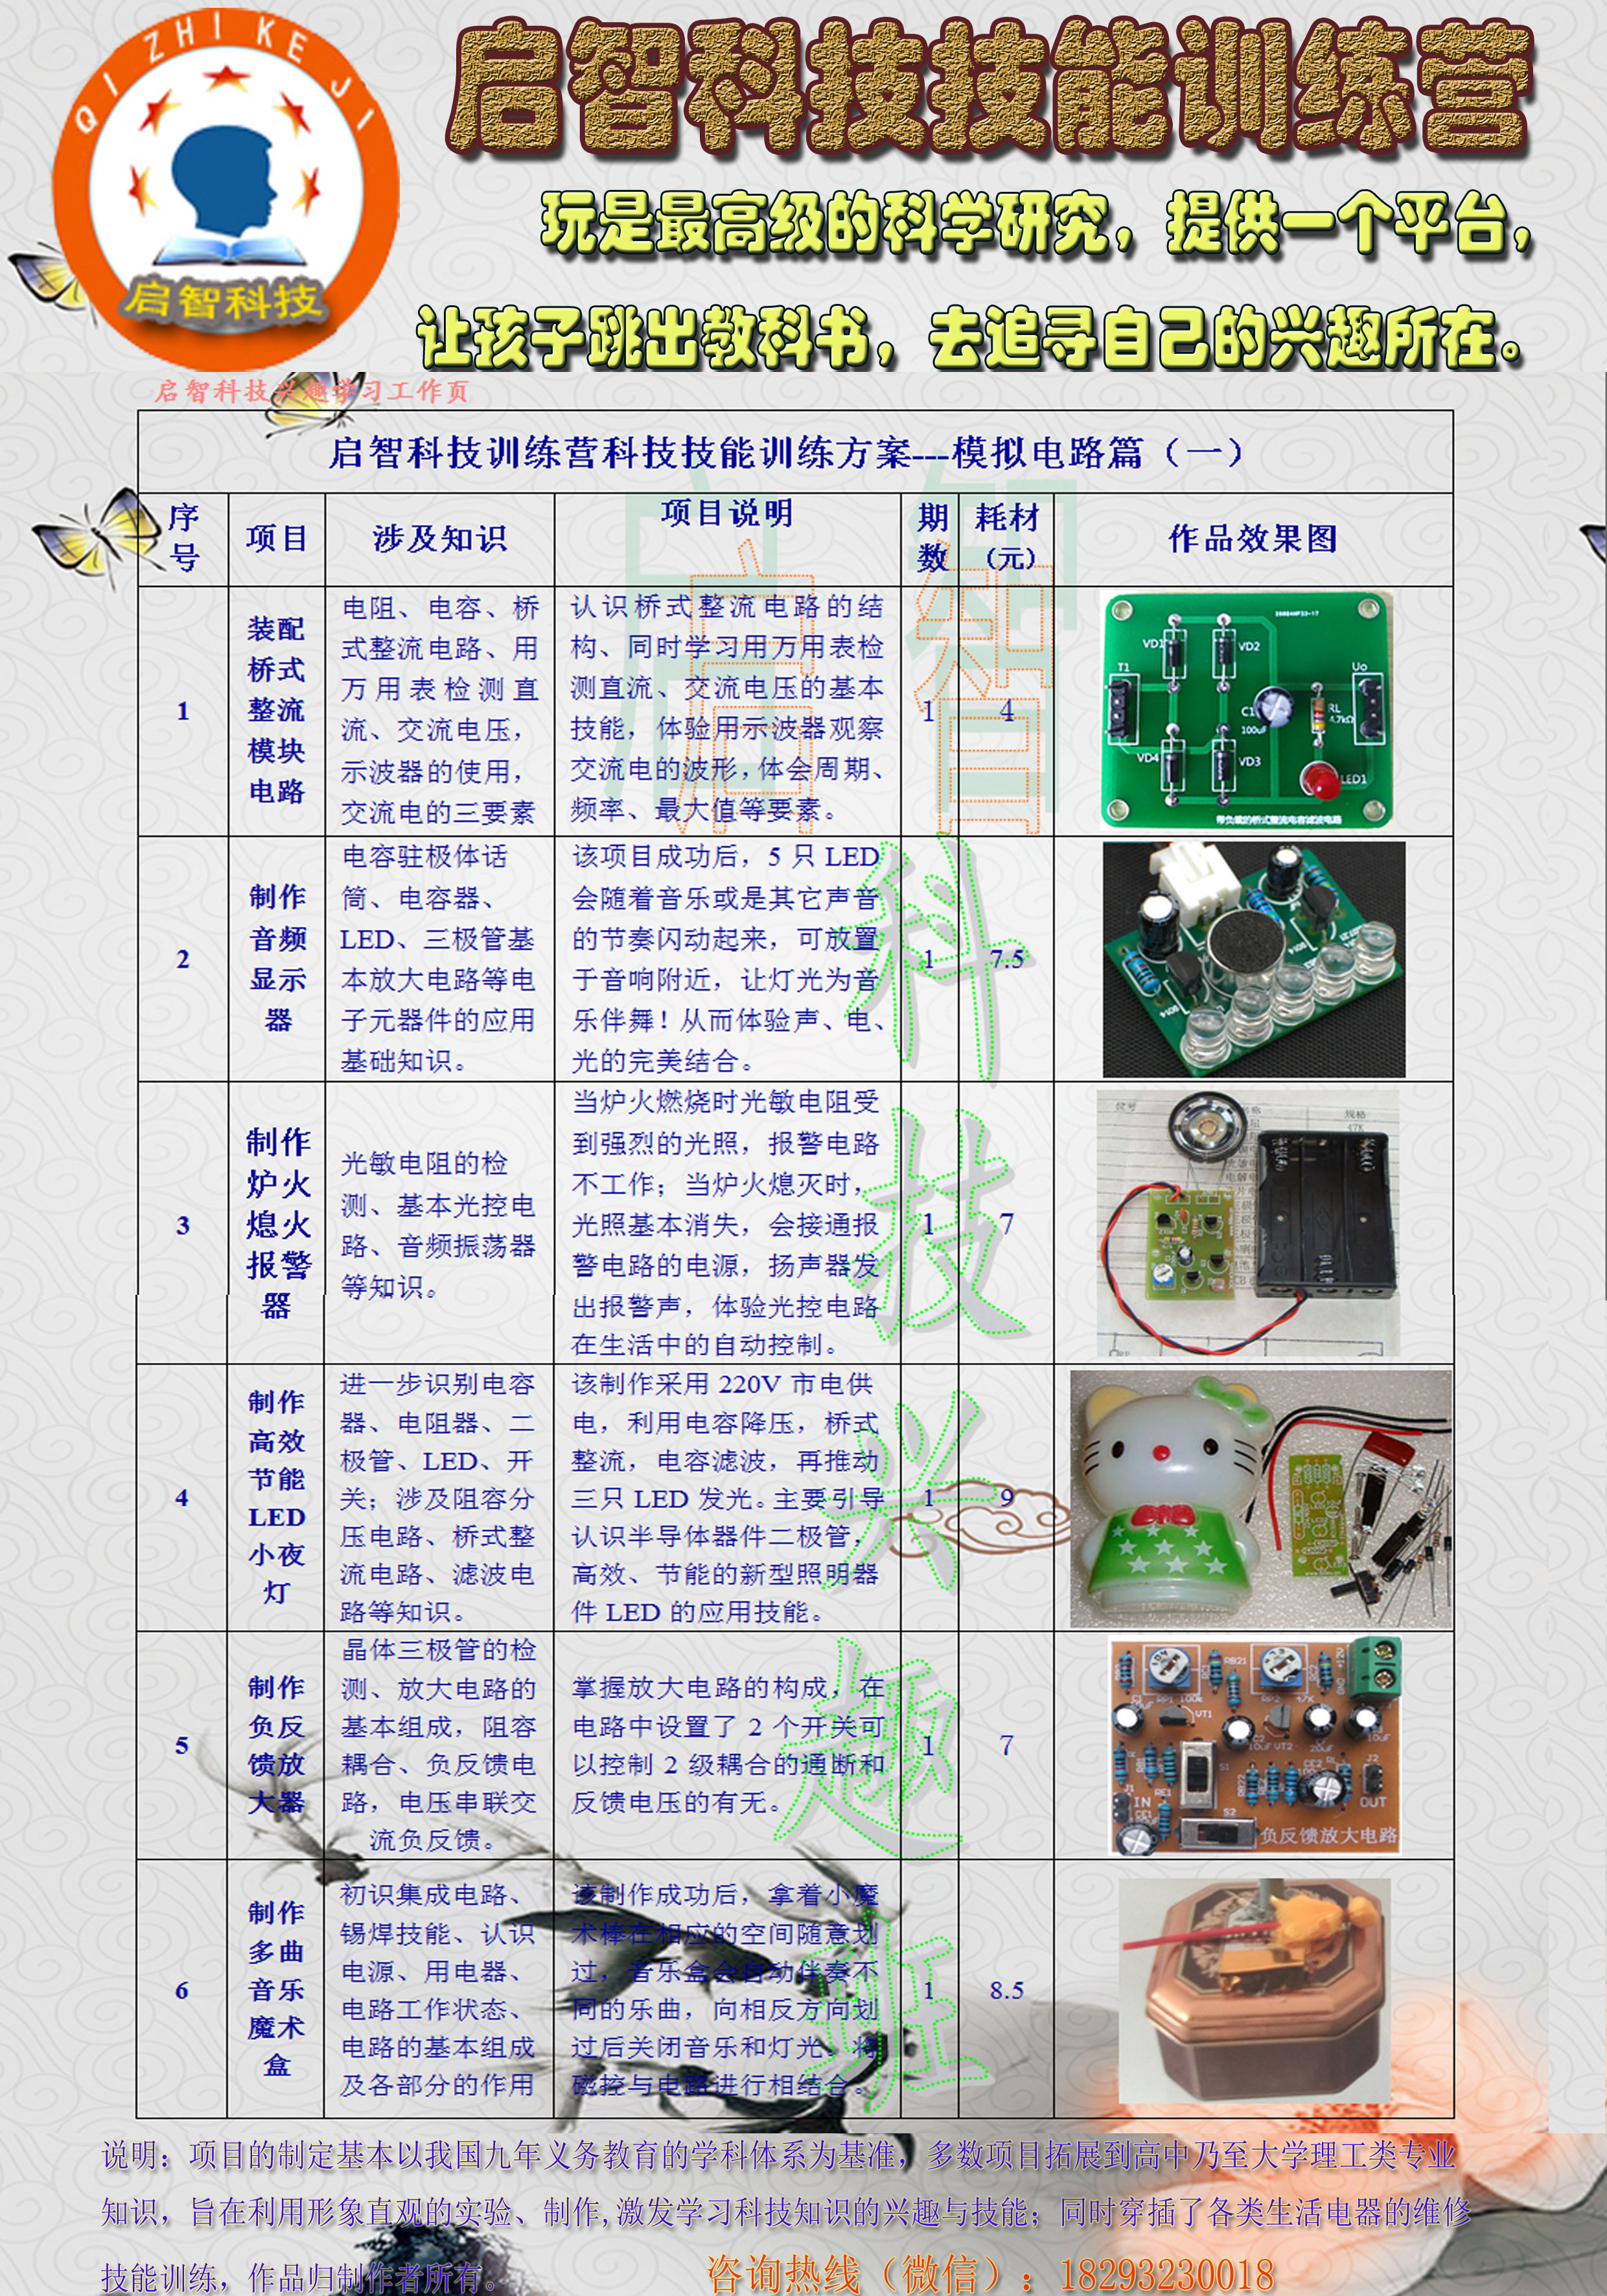 QI ZHI KE JI
启智科技
启智科技技能训练营
玩是最高级的科学研究，提供一个平台，
让孩子跳出教科书，去追寻自己的兴趣所在。
启智科技兴趣学习工作页
启智科技训练营科技技能训练方案---模拟电路篇（一）
序号
项目
涉及知识
项目说明
期数
耗材
(元)
作品效果图
1
装配
桥式
整流
模块
电路
电阻、电容、桥
式整流电路、用
万用表检测直
流、交流电压，
示波器的使用，
交流电的三要素
认识桥式整流电路的结
构、同时学习用万用表检
测直流、交流电压的基本
技能，体验用示波器观察
交流电的波形，体会周期、
频率、最大值等要素。
1
4
VD1
VD2
T1
Uo
C1
100uF
RL
4.7kΩ
VD4
VD3
LED1
带负载的桥式整流电容滤波电路
2
制作
音频
显示
器
电容驻极体话
筒、电容器、
LED、三极管基
本放大电路等电
子元器件的应用
基础知识。
该项目成功后，5 只 LED
会随着音乐或是其它声音
的节奏闪动起来，可放置
于音响附近，让灯光为音
乐伴舞！从而体验声、电、
光的完美结合。
1
7.5
3
制作
炉火
熄火
报警
器
光敏电阻的检
测、基本光控电
路、音频振荡器
等知识。
当炉火燃烧时光敏电阻受
到强烈的光照，报警电路
不工作；当炉火熄灭时，
光照基本消失，会接通报
警电路的电源，扬声器发
出报警声，体验光控电路
在生活中的自动控制。
1
7
规格
47K
4
制作
高效
节能
LED
小夜
灯
进一步识别电容
器、电阻器、二
极管、LED、开
关；涉及阻容分
压电路、桥式整
流电路、滤波电
路等知识。
该制作采用 220V 市电供
电，利用电容降压，桥式
整流，电容滤波，再推动
三只 LED 发光。主要引导
认识半导体器件二极管，
高效、节能的新型照明器
件 LED 的应用技能。
1
9
5
制作
负反
馈放
大器
晶体三极管的检
测、放大电路的
基本组成，阻容
耦合、负反馈电
路，电压串联交
流负反馈。
掌握放大电路的构成，在
电路中设置了 2 个开关可
以控制 2 级耦合的通断和
反馈电压的有无。
1
7
RB21
+12V
GND
RP1 100k
RP2 47K
VT1
VT2
S1
J1
IN
RE1
J2
OUT
S2
负反馈放大电路
6
制作
多曲
音乐
魔术
盒
初识集成电路、
锡焊技能、认识
电源、用电器、
电路工作状态、
电路的基本组成
及各部分的作用
该制作成功后，拿着小魔
术棒在相应的空间随意划
过，音乐盒会自动伴奏不
同的乐曲，向相反方向划
过后关闭音乐和灯光。将
磁控与电路进行相结合。
1
8.5
启智
启智科技兴趣班
说明：项目的制定基本以我国九年义务教育的学科体系为基准，多数项目拓展到高中乃至大学理工类专业
知识，旨在利用形象直观的实验、制作,激发学习科技知识的兴趣与技能；同时穿插了各类生活电器的维修
技能训练，作品归制作者所有。
咨询热线（微信）：18293230018